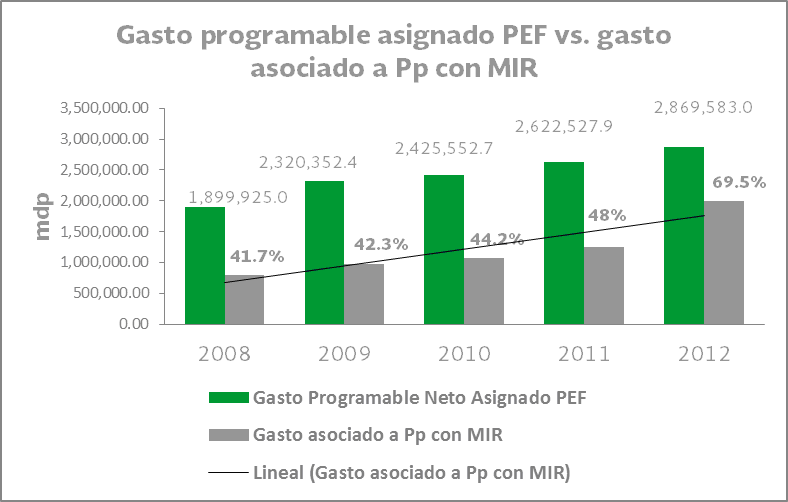 Gasto programable asignado PEF vs. gasto
asociado a Pp con MIR
mdp
3,500,000.00
3,000,000.00
2,500,000.00
2,000,000.00
1,500,000.00
1,000,000.00
500,000.00
0.00
1,899,925.0
2,320,352.4
2,425,552.7
2,622,527.9
2,869,583.0
41.7%
42.3%
44.2%
48%
69.5%
2008 2009 2010 2011 2012
Gasto Programable Neto Asignado PEF
Gasto asociado a Pp con MIR
Lineal (Gasto asociado a Pp con MIR)